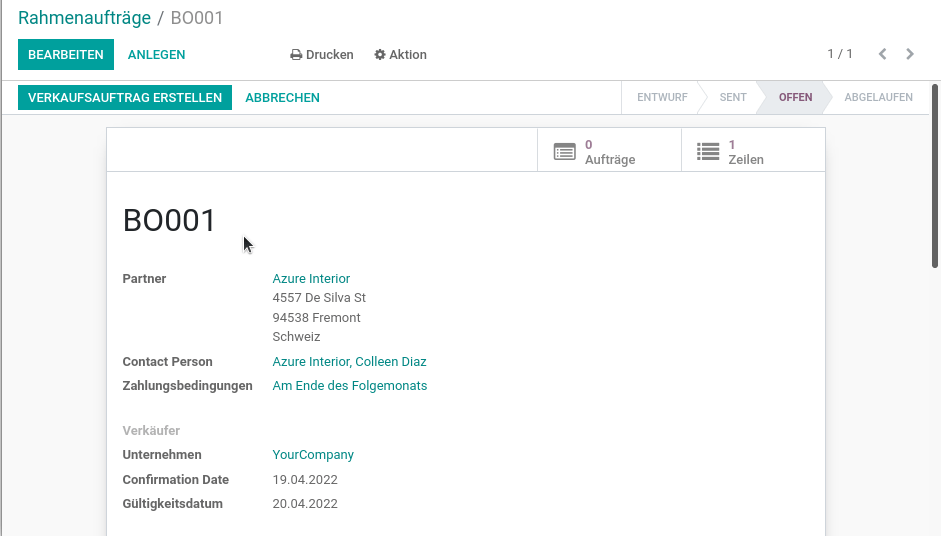 Rahmenaufträge / BO001
BEARBEITEN ANLEGEN Drucken Aktion 1 / 1
VERKAUFSAUFTRAG ERSTELLEN ABBRECHEN ENTWURF SENT OFFEN ABGELAUFEN
0 Aufträge
1 Zeilen
BO001
Partner Azure Interior
4557 De Silva St
94538 Fremont
Schweiz
Contact Person Azure Interior, Colleen Diaz
Zahlungsbedingungen Am Ende des Folgemonats
Verkäufer
Unternehmen YourCompany
Confirmation Date 19.04.2022
Gültigkeitsdatum 20.04.2022